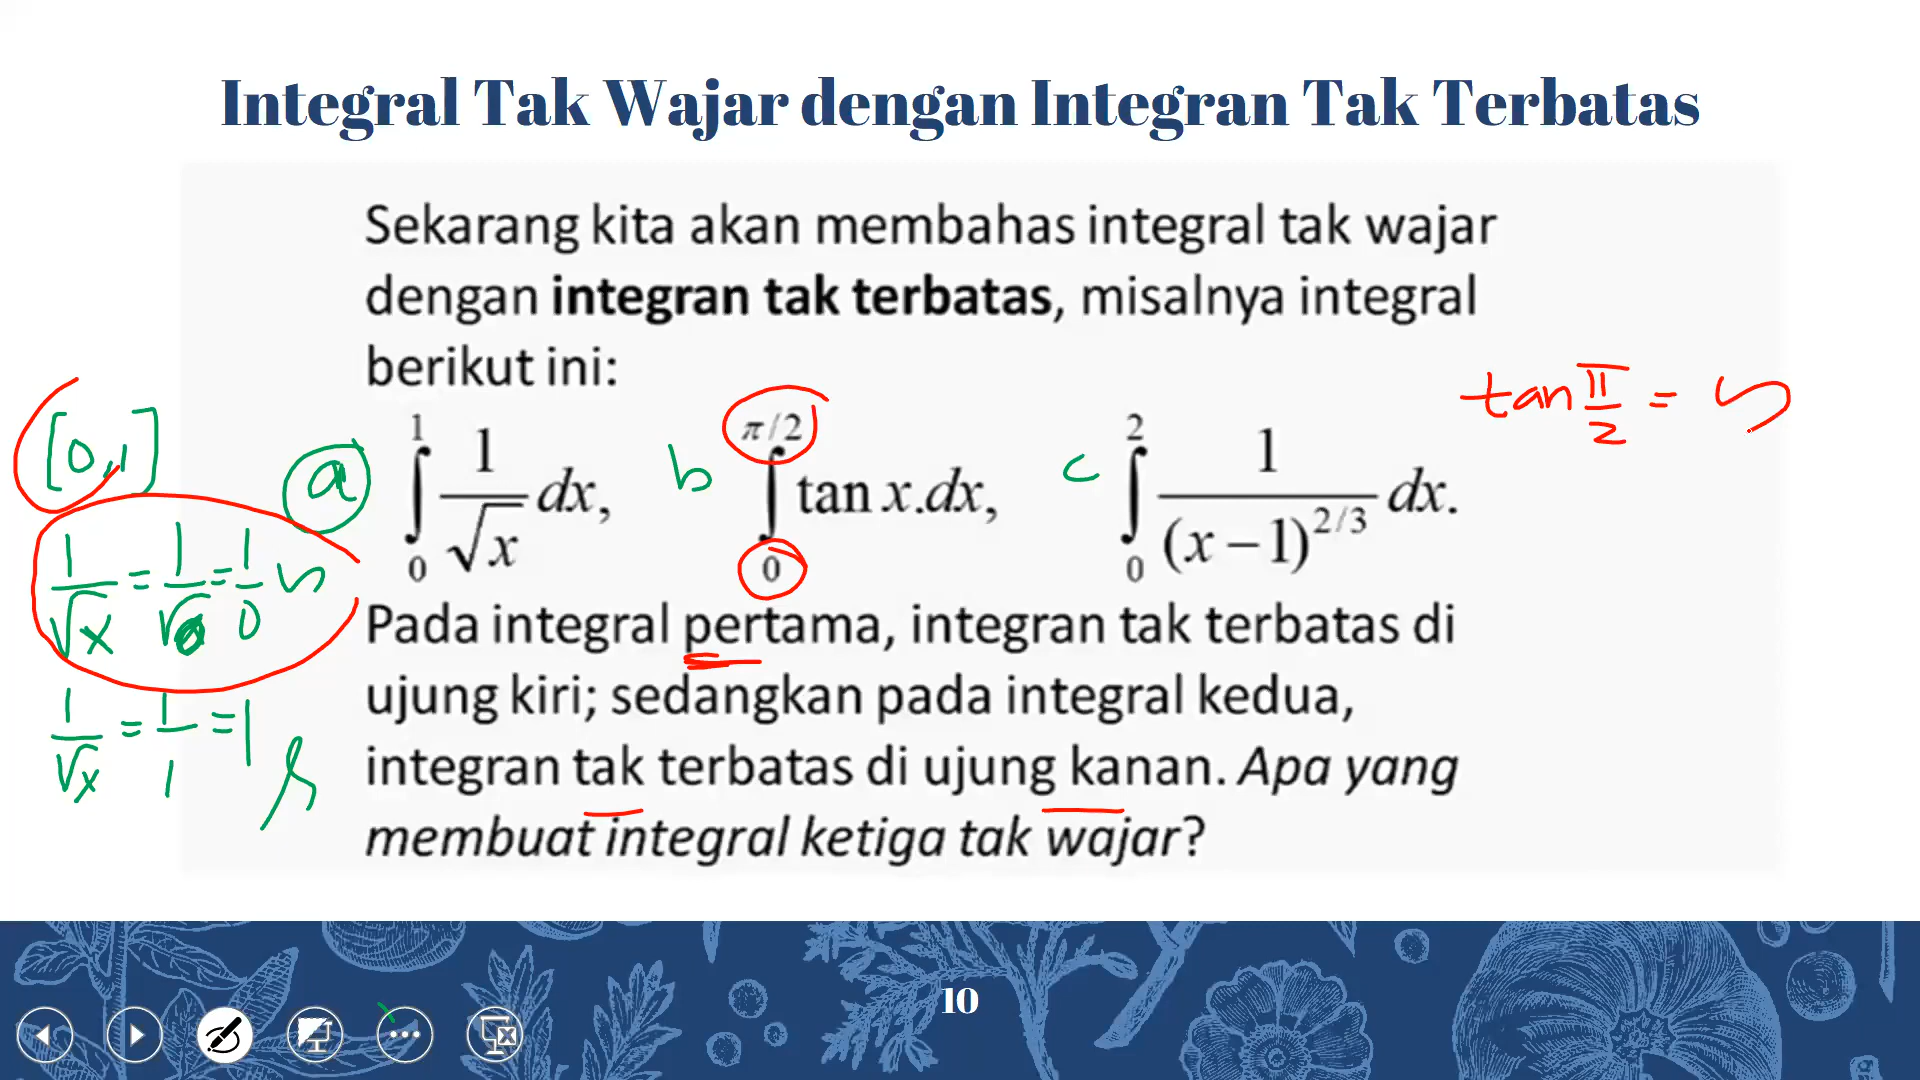 Integral Tak Wajar dengan Integran Tak Terbatas
Sekarang kita akan membahas integral tak wajar
dengan integran tak terbatas, misalnya integral
berikut ini:
tan π/2 = ∞
[0,1]
a ∫₀¹ 1/√x dx, b ∫₀^{π/2} tan x.dx, c ∫₀² 1/(x−1)^{2/3} dx.
1/√x = 1/√0 = 1/0 ∞
Pada integral pertama, integran tak terbatas di
ujung kiri; sedangkan pada integral kedua,
1/√x = 1/1 = 1
integran tak terbatas di ujung kanan. Apa yang
membuat integral ketiga tak wajar?
10